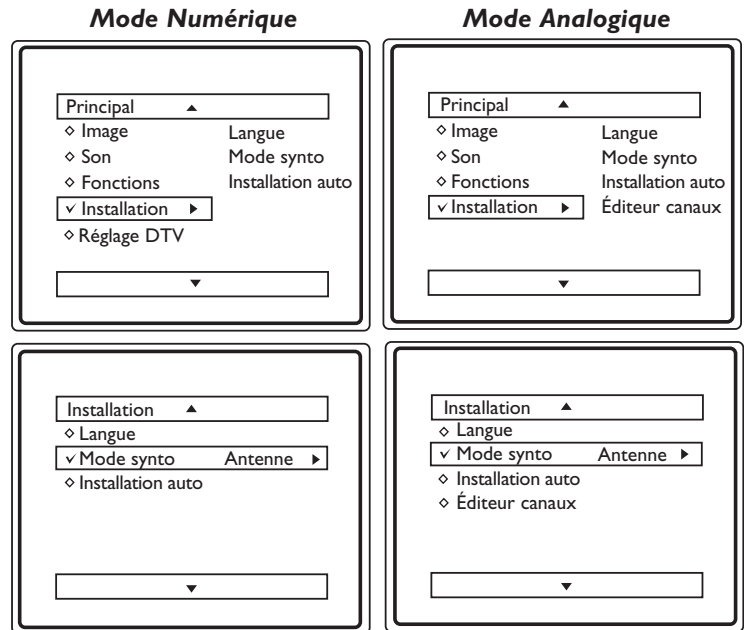 Mode Numérique
Principal
Image
Son
Fonctions
Installation
Réglage DTV
Langue
Mode synto
Installation auto
Mode Analogique
Principal
Image
Son
Fonctions
Installation
Langue
Mode synto
Installation auto
Éditeur canaux
Installation
Langue
Mode synto Antenne
Installation auto
Installation
Langue
Mode synto Antenne
Installation auto
Éditeur canaux